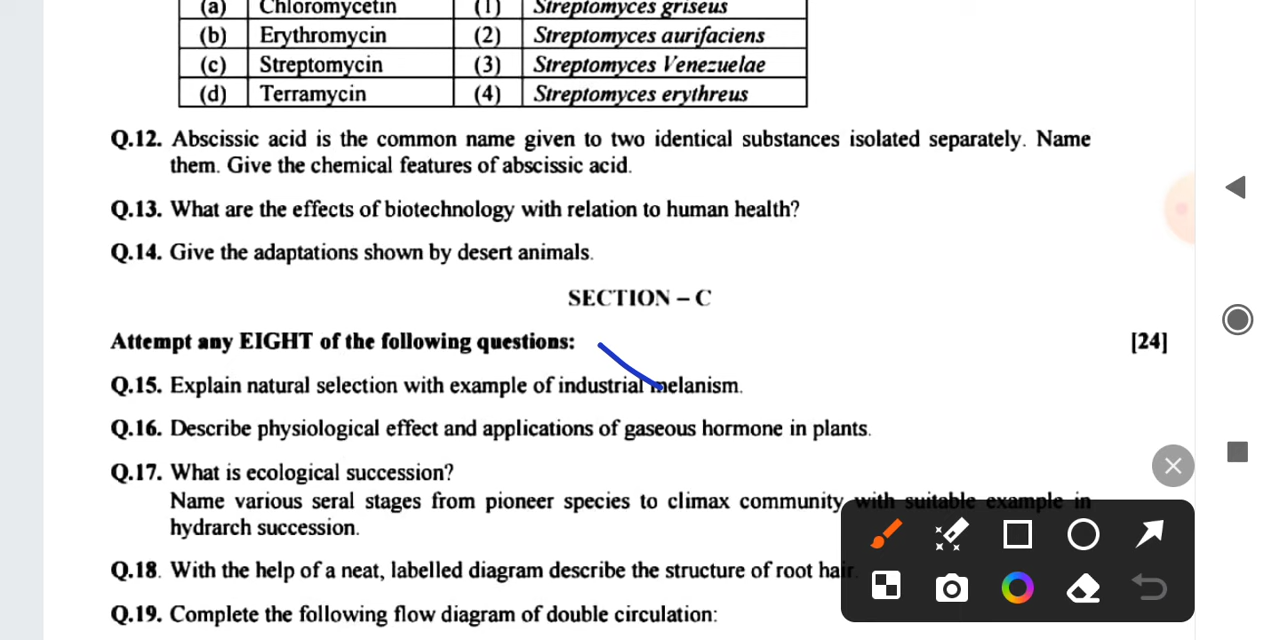 (a) Chloromycetin (1) Streptomyces griseus
(b) Erythromycin (2) Streptomyces aurifaciens
(c) Streptomycin (3) Streptomyces Venezuelae
(d) Terramycin (4) Streptomyces erythreus
Q.12. Abscissic acid is the common name given to two identical substances isolated separately. Name
them. Give the chemical features of abscissic acid.
Q.13. What are the effects of biotechnology with relation to human health?
Q.14. Give the adaptations shown by desert animals.
SECTION – C
Attempt any EIGHT of the following questions: [24]
Q.15. Explain natural selection with example of industrial melanism.
Q.16. Describe physiological effect and applications of gaseous hormone in plants.
Q.17. What is ecological succession?
Name various seral stages from pioneer species to climax community with suitable example in
hydrarch succession.
Q.18. With the help of a neat, labelled diagram describe the structure of root hair.
Q.19. Complete the following flow diagram of double circulation: